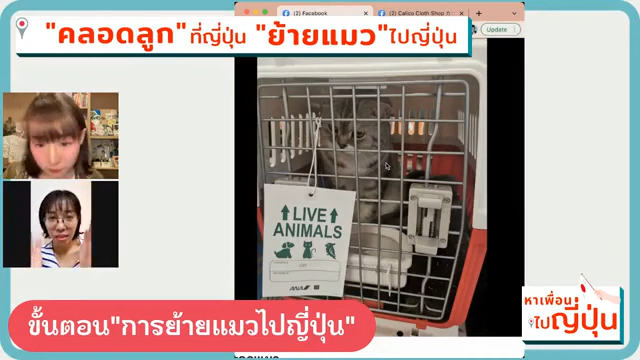 "คลอดลูก"ที่ญี่ปุ่น "ย้ายแมว"ไปญี่ปุ่น
Facebook
Calico Cloth Shop
Update
LIVE
ANIMALS
ANA
หาเพื่อน
ไปญี่ปุ่น
ขั้นตอน"การย้ายแมวไปญี่ปุ่น"